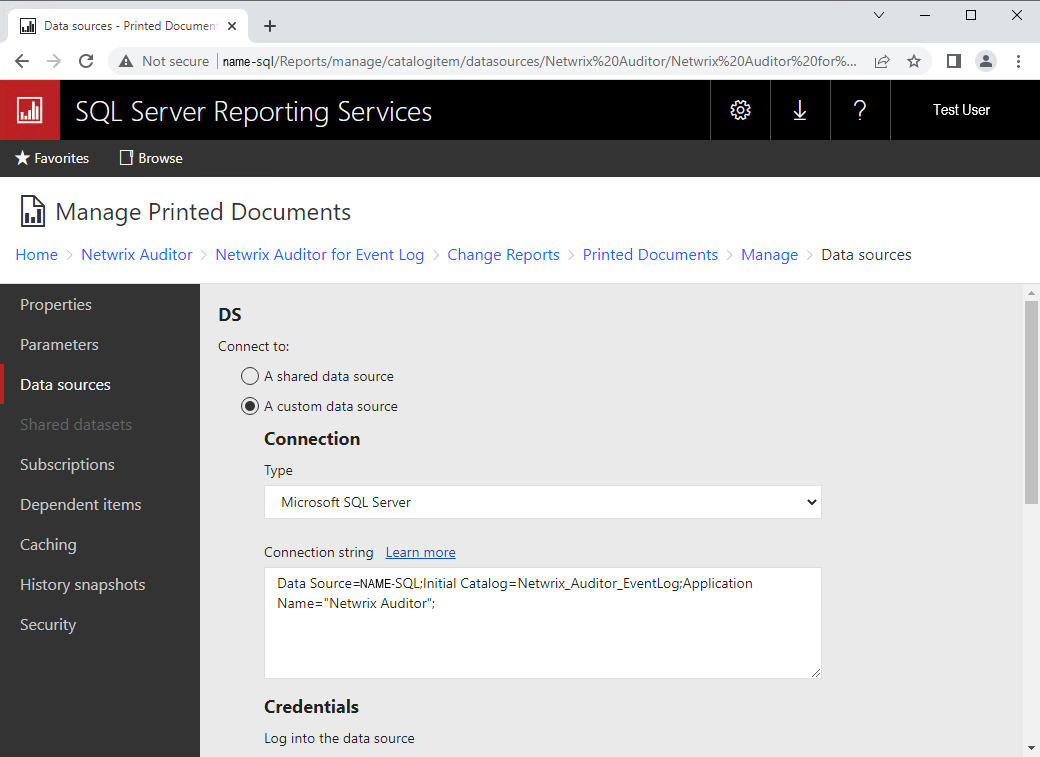 Data sources - Printed Document
Not secure
name-sql/Reports/manage/catalogitem/datasources/Netwrix%20Auditor/Netwrix%20Auditor%20for%...
SQL Server Reporting Services
?
Test User
Favorites
Browse
Manage Printed Documents
Home > Netwrix Auditor > Netwrix Auditor for Event Log > Change Reports > Printed Documents > Manage > Data sources
Properties
Parameters
Data sources
Shared datasets
Subscriptions
Dependent items
Caching
History snapshots
Security
DS
Connect to:
A shared data source
A custom data source
Connection
Type
Microsoft SQL Server
Connection string Learn more
Data Source=NAME-SQL;Initial Catalog=Netwrix_Auditor_EventLog;Application
Name="Netwrix Auditor";
Credentials
Log into the data source